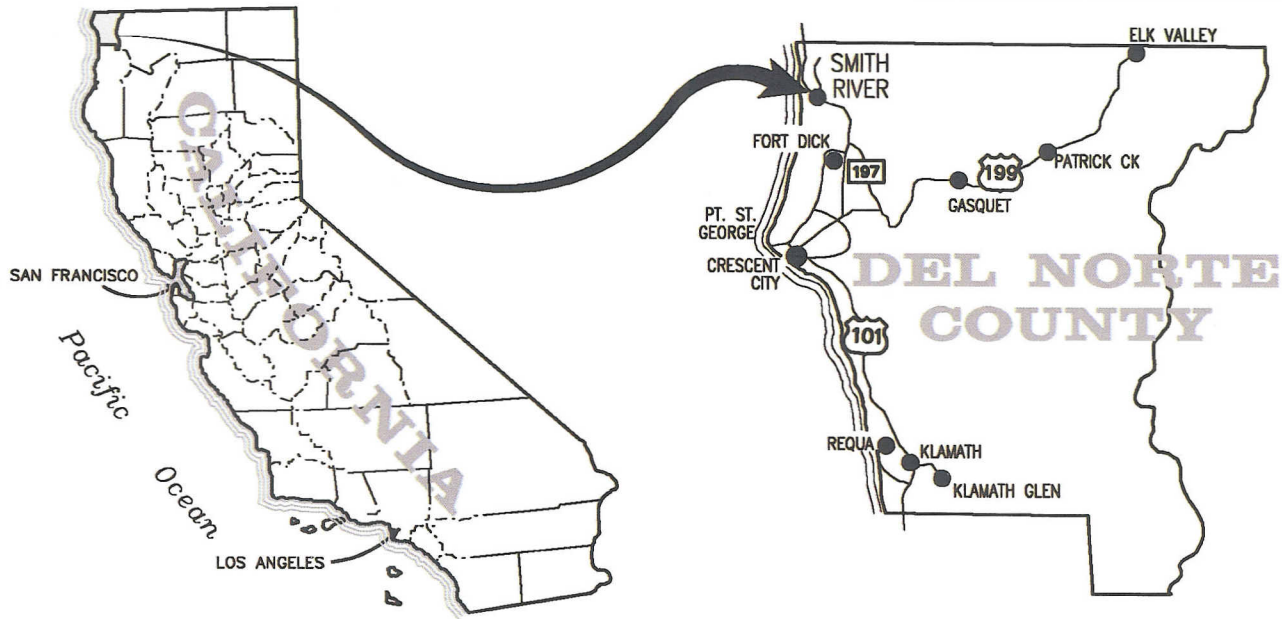 CALIFORNIA
SAN FRANCISCO
Pacific
Ocean
LOS ANGELES
ELK VALLEY
SMITH
RIVER
FORT DICK
197
PATRICK CK
199
GASQUET
PT. ST.
GEORGE
CRESCENT
CITY
DEL NORTE
COUNTY
101
REQUA
KLAMATH
KLAMATH GLEN